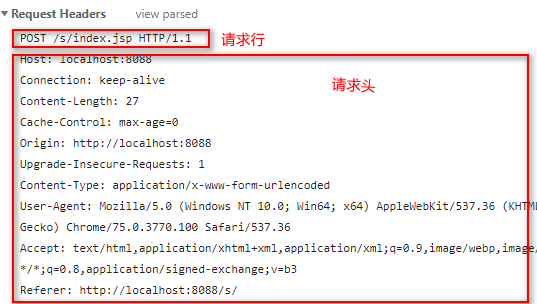 Request Headers view parsed
POST /s/index.jsp HTTP/1.1 请求行
Host: localhost:8088
Connection: keep-alive 请求头
Content-Length: 27
Cache-Control: max-age=0
Origin: http://localhost:8088
Upgrade-Insecure-Requests: 1
Content-Type: application/x-www-form-urlencoded
User-Agent: Mozilla/5.0 (Windows NT 10.0; Win64; x64) AppleWebKit/537.36 (KHTM
Gecko) Chrome/75.0.3770.100 Safari/537.36
Accept: text/html,application/xhtml+xml,application/xml;q=0.9,image/webp,image/
*/*;q=0.8,application/signed-exchange;v=b3
Referer: http://localhost:8088/s/